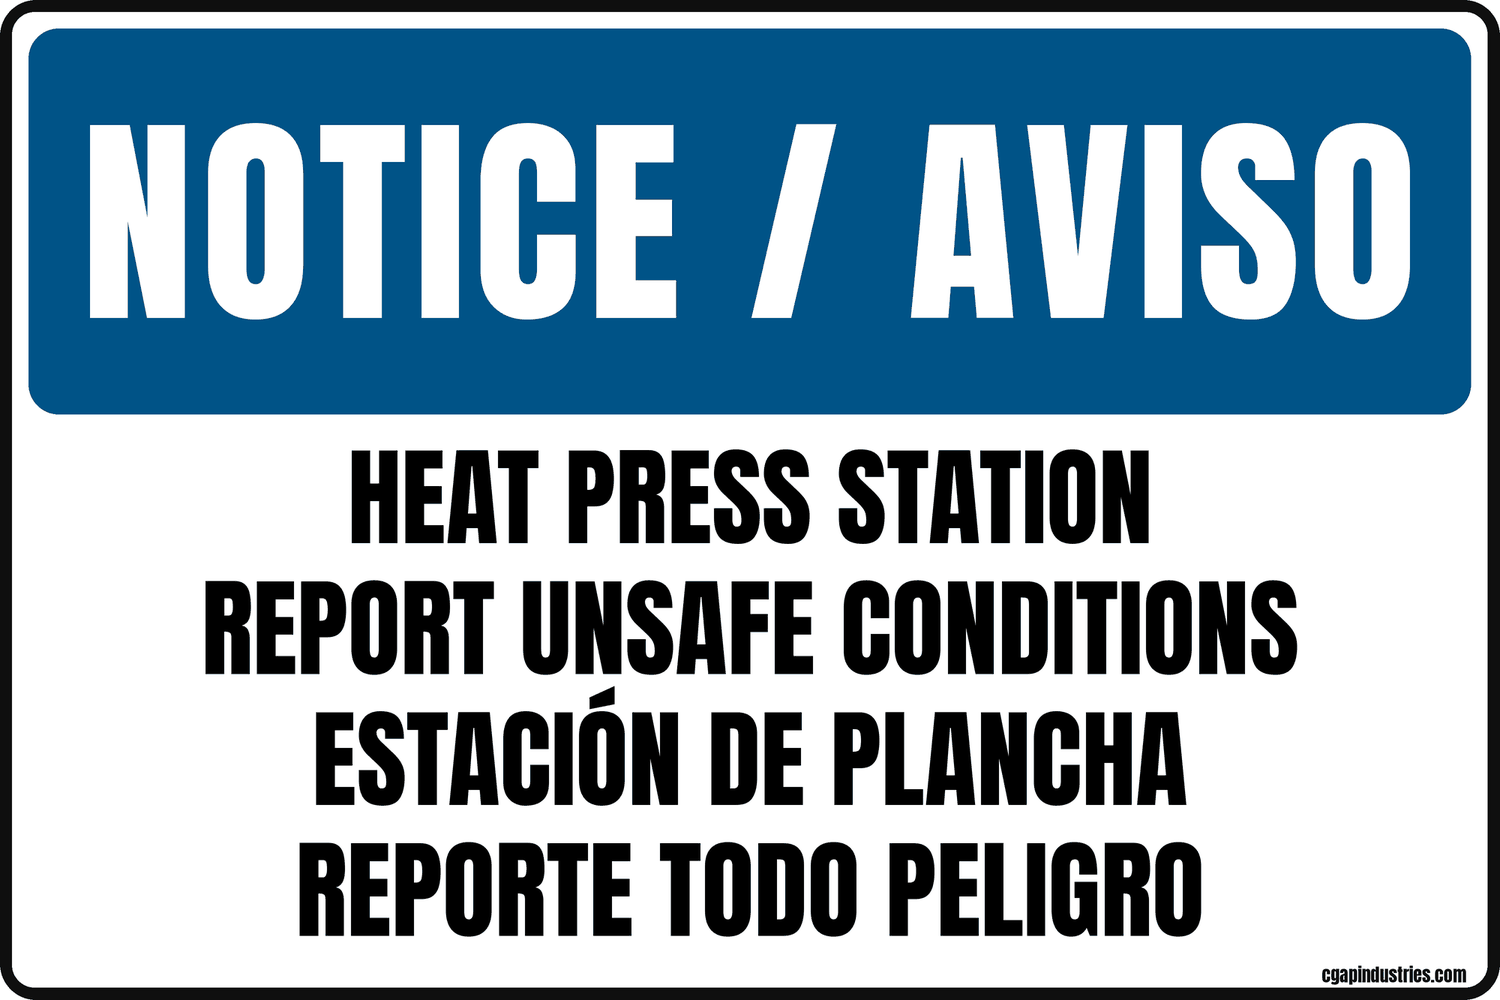 NOTICE / AVISO
HEAT PRESS STATION
REPORT UNSAFE CONDITIONS
ESTACIÓN DE PLANCHA
REPORTE TODO PELIGRO
cgapindustries.com